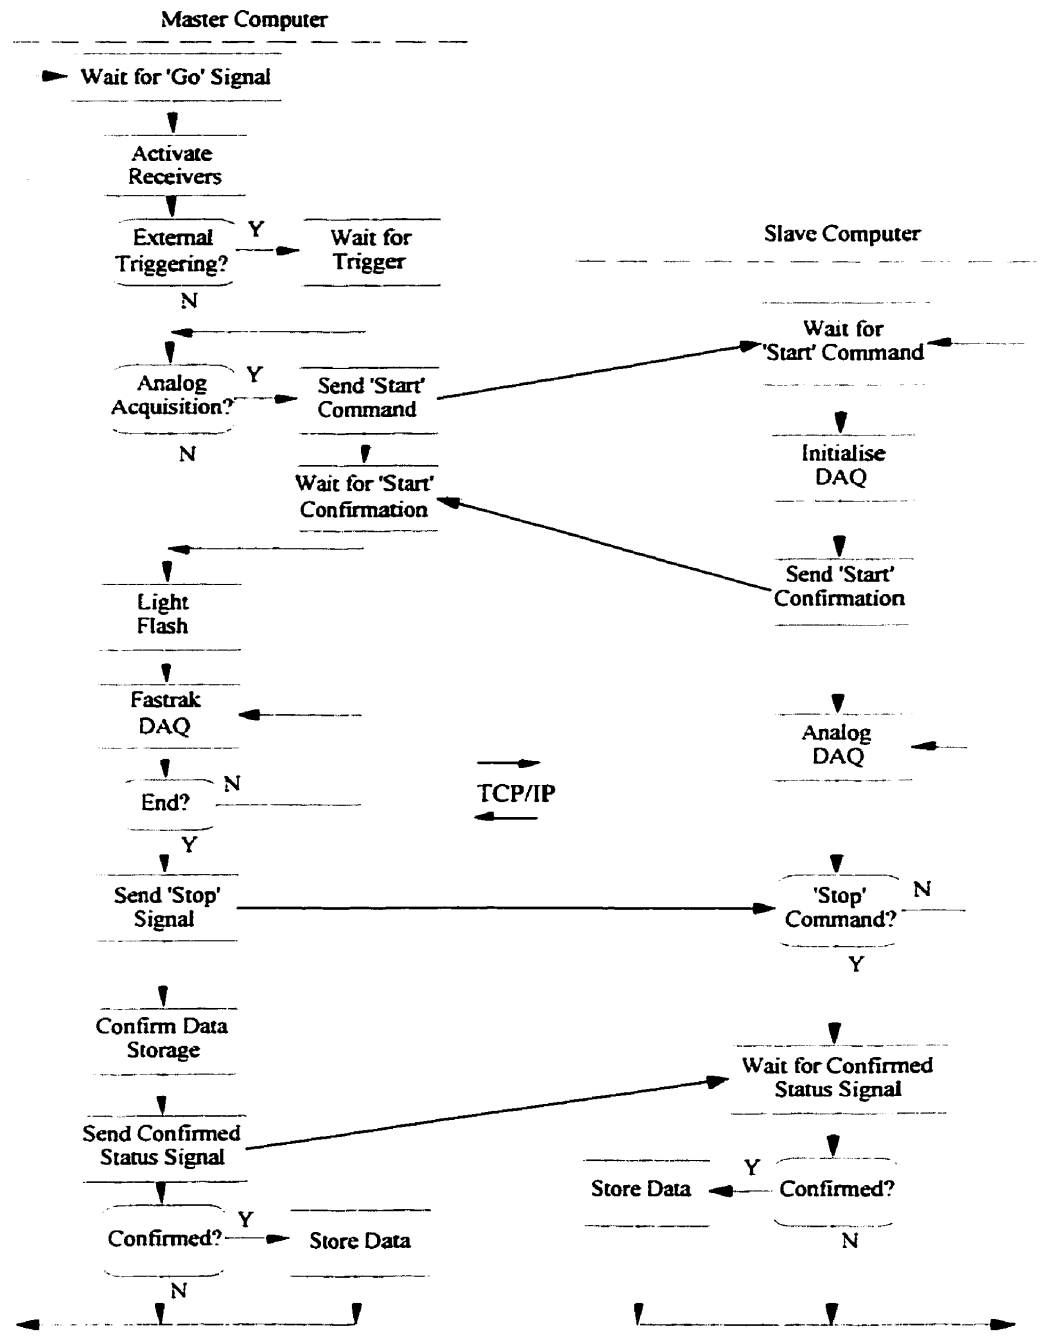 Master Computer
Wait for 'Go' Signal
Activate
Receivers
External
Triggering?
Y
N
Wait for
Trigger
Analog
Acquisition?
Y
N
Send 'Start'
Command
Wait for 'Start'
Confirmation
Light
Flash
Fastrak
DAQ
End?
N
Y
Send 'Stop'
Signal
Confirm Data
Storage
Send Confirmed
Status Signal
Confirmed?
Y
N
Store Data
TCP/IP
Slave Computer
Wait for
'Start' Command
Initialise
DAQ
Send 'Start'
Confirmation
Analog
DAQ
'Stop'
Command?
N
Y
Wait for Confirmed
Status Signal
Confirmed?
Y
N
Store Data